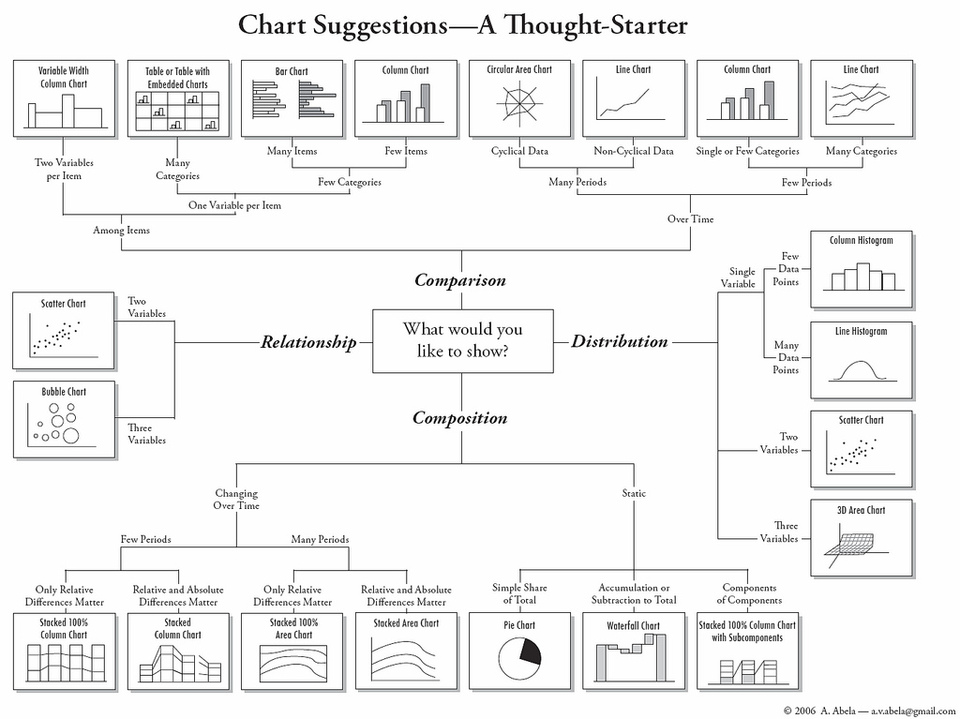 Chart Suggestions—A Thought-Starter
Variable Width
Column Chart
Table or Table with
Embedded Charts
Bar Chart
Column Chart
Circular Area Chart
Line Chart
Column Chart
Line Chart
Two Variables
per Item
Many
Categories
Many Items
Few Items
Cyclical Data
Non-Cyclical Data
Single or Few Categories
Many Categories
Few Categories
Many Periods
Few Periods
One Variable per Item
Over Time
Among Items
Comparison
What would you
like to show?
Relationship
Two
Variables
Scatter Chart
Bubble Chart
Three
Variables
Distribution
Single
Variable
Few
Data
Points
Column Histogram
Many
Data
Points
Line Histogram
Two
Variables
Scatter Chart
Three
Variables
3D Area Chart
Composition
Changing
Over Time
Static
Few Periods
Many Periods
Only Relative
Differences Matter
Relative and Absolute
Differences Matter
Only Relative
Differences Matter
Relative and Absolute
Differences Matter
Simple Share
of Total
Accumulation or
Subtraction to Total
Components
of Components
Stacked 100%
Column Chart
Stacked
Column Chart
Stacked 100%
Area Chart
Stacked Area Chart
Pie Chart
Waterfall Chart
Stacked 100% Column Chart
with Subcomponents
© 2006 A. Abela — a.v.abela@gmail.com